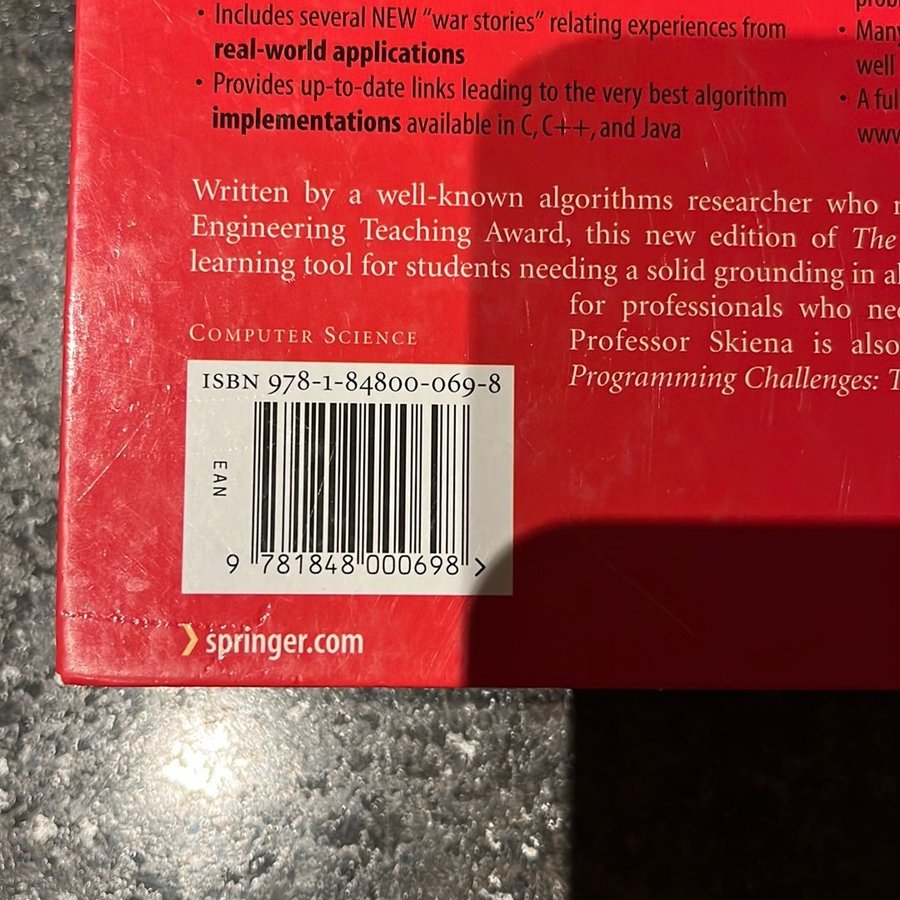 • Includes several NEW “war stories” relating experiences from
real-world applications
• Provides up-to-date links leading to the very best algorithm
implementations available in C, C++, and Java
• Many
well
• A ful
www
Written by a well-known algorithms researcher who
Engineering Teaching Award, this new edition of The
learning tool for students needing a solid grounding in al
for professionals who nee
Professor Skiena is also
Programming Challenges: T
COMPUTER SCIENCE
ISBN 978-1-84800-069-8
EAN
9 781848 000698 >
springer.com